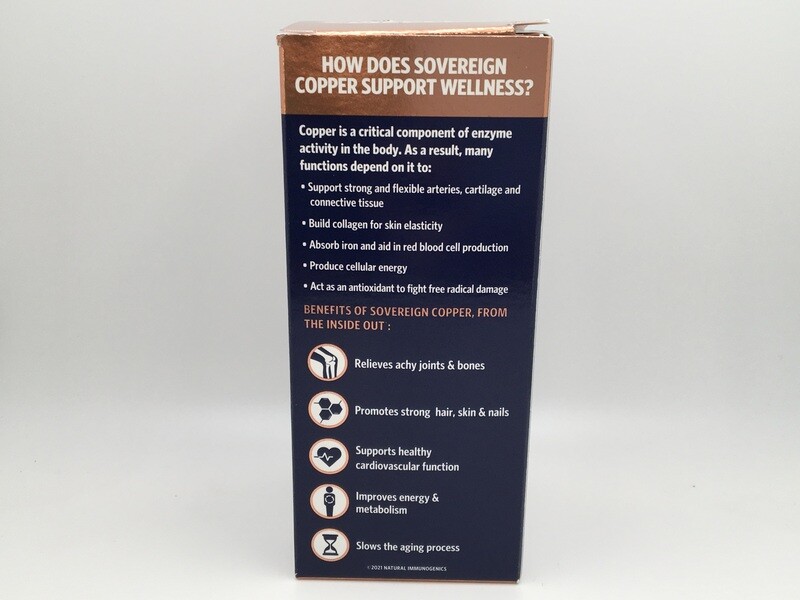 HOW DOES SOVEREIGN
COPPER SUPPORT WELLNESS?
Copper is a critical component of enzyme
activity in the body. As a result, many
functions depend on it to:
• Support strong and flexible arteries, cartilage and
connective tissue
• Build collagen for skin elasticity
• Absorb iron and aid in red blood cell production
• Produce cellular energy
• Act as an antioxidant to fight free radical damage
BENEFITS OF SOVEREIGN COPPER, FROM
THE INSIDE OUT :
Relieves achy joints & bones
Promotes strong hair, skin & nails
Supports healthy
cardiovascular function
Improves energy &
metabolism
Slows the aging process
©2021 NATURAL IMMUNOGENICS